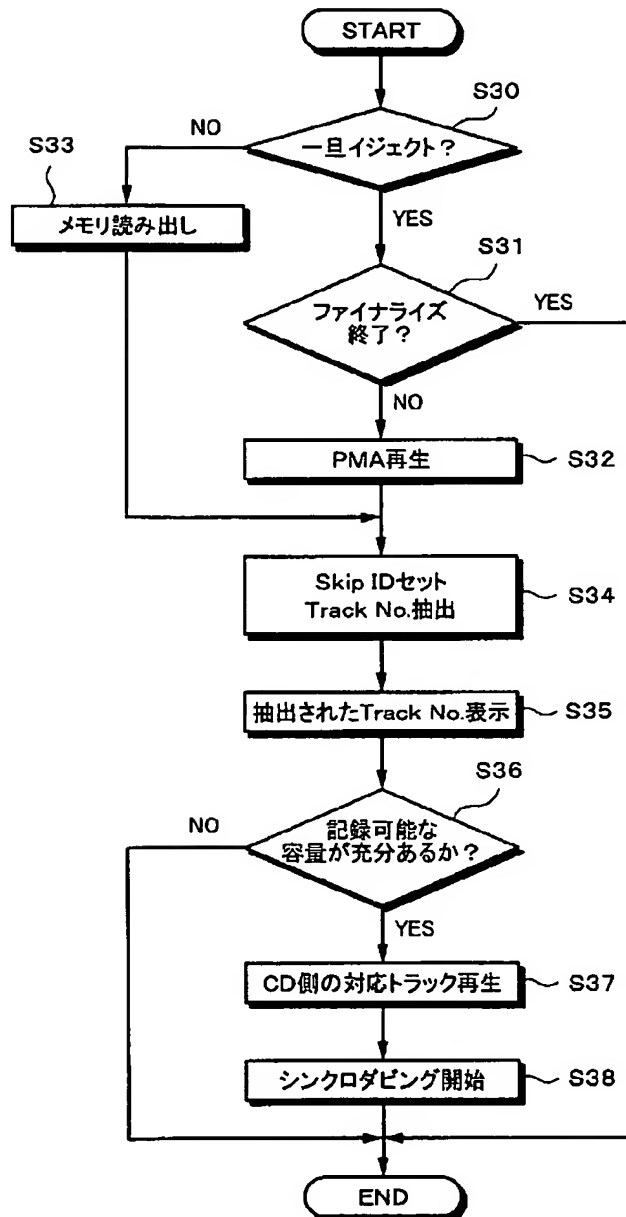 START
S30
一旦イジェクト？
NO
S33
メモリ読み出し
YES
S31
ファイナライズ
終了？
YES
NO
PMA再生
S32
Skip IDセット
Track No.抽出
S34
抽出されたTrack No.表示
S35
S36
記録可能な
容量が充分あるか？
NO
YES
CD側の対応トラック再生
S37
シンクロダビング開始
S38
END